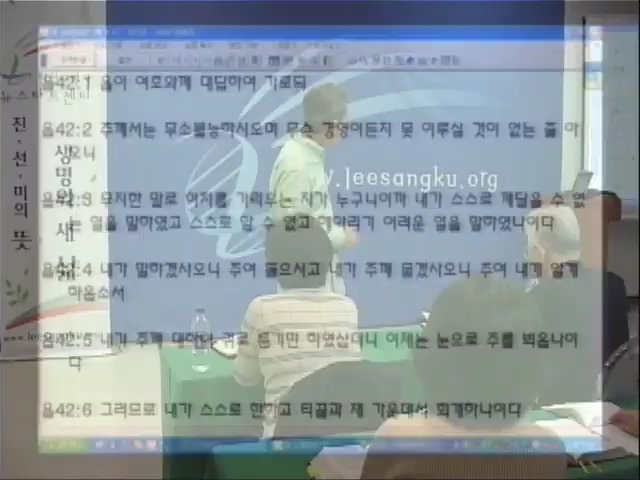 욥42:1 욥이 여호와께 대답하여 가로되
욥42:2 주께서는 무소불능하시오며 무슨 경영이든지 못 이루실 것이 없는 줄 아
오니
욥42:3 무지한 말로 이치를 가리우는 자가 누구니이까 내가 스스로 깨달을 수 없
는 일을 말하였고 스스로 알 수 없고 헤아리기 어려운 일을 말하였나이다
욥42:4 내가 말하겠사오니 주여 들으시고 내가 주께 묻겠사오니 주여 내게 알게
하옵소서
욥42:5 내가 주께 대하여 귀로 듣기만 하였삽더니 이제는 눈으로 주를 뵈옵나이
다
욥42:6 그러므로 내가 스스로 한하고 티끌과 재 가운데서 회개하나이다
.leesangku.org
뉴스타트센터
진·선·미의 뜻
생명의 새